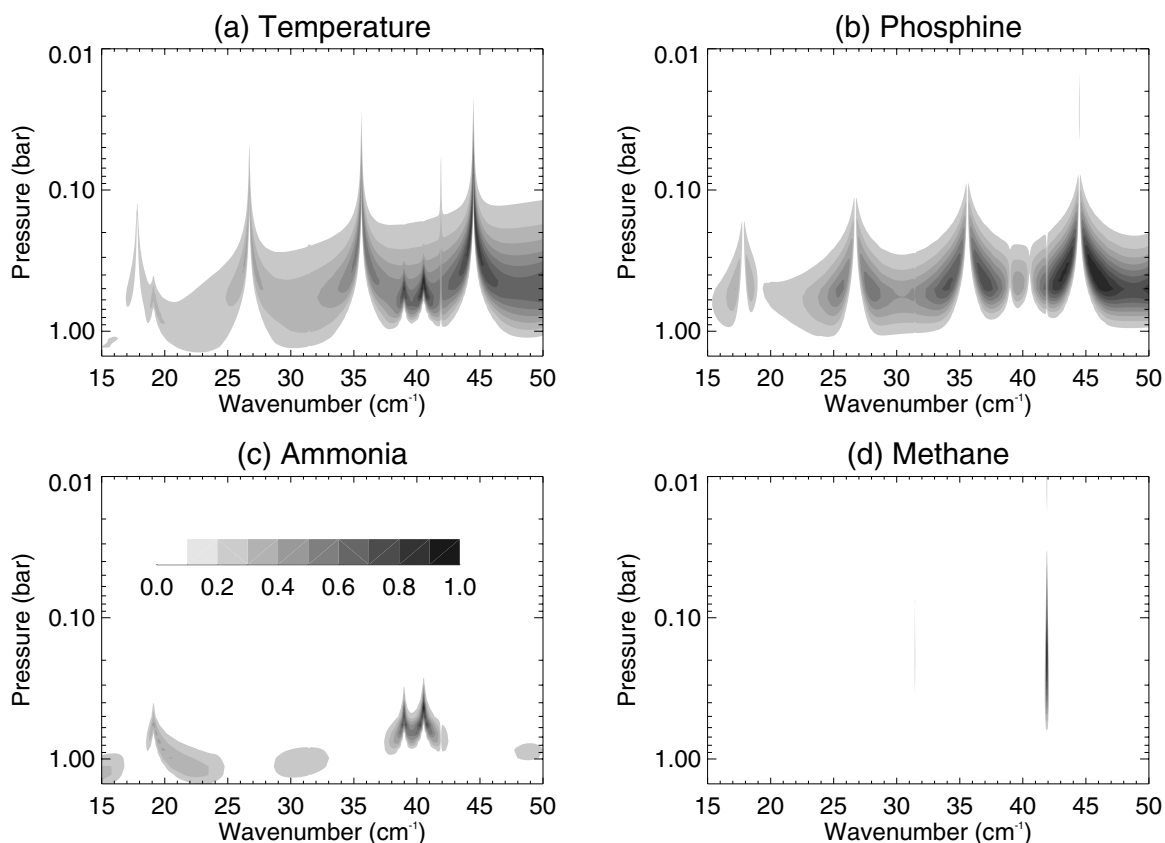 (a) Temperature
0.01
0.10
1.00
Pressure (bar)
15 20 25 30 35 40 45 50
Wavenumber (cm⁻¹)
(b) Phosphine
0.01
0.10
1.00
Pressure (bar)
15 20 25 30 35 40 45 50
Wavenumber (cm⁻¹)
(c) Ammonia
0.01
0.10
1.00
Pressure (bar)
0.0 0.2 0.4 0.6 0.8 1.0
15 20 25 30 35 40 45 50
Wavenumber (cm⁻¹)
(d) Methane
0.01
0.10
1.00
Pressure (bar)
15 20 25 30 35 40 45 50
Wavenumber (cm⁻¹)